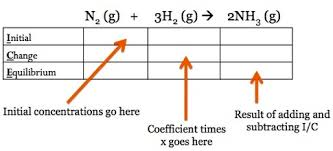 N₂ (g) + 3H₂ (g) → 2NH₃ (g)
Initial
Change
Equilibrium
Initial concentrations go here
Coefficient times
x goes here
Result of adding and
subtracting I/C